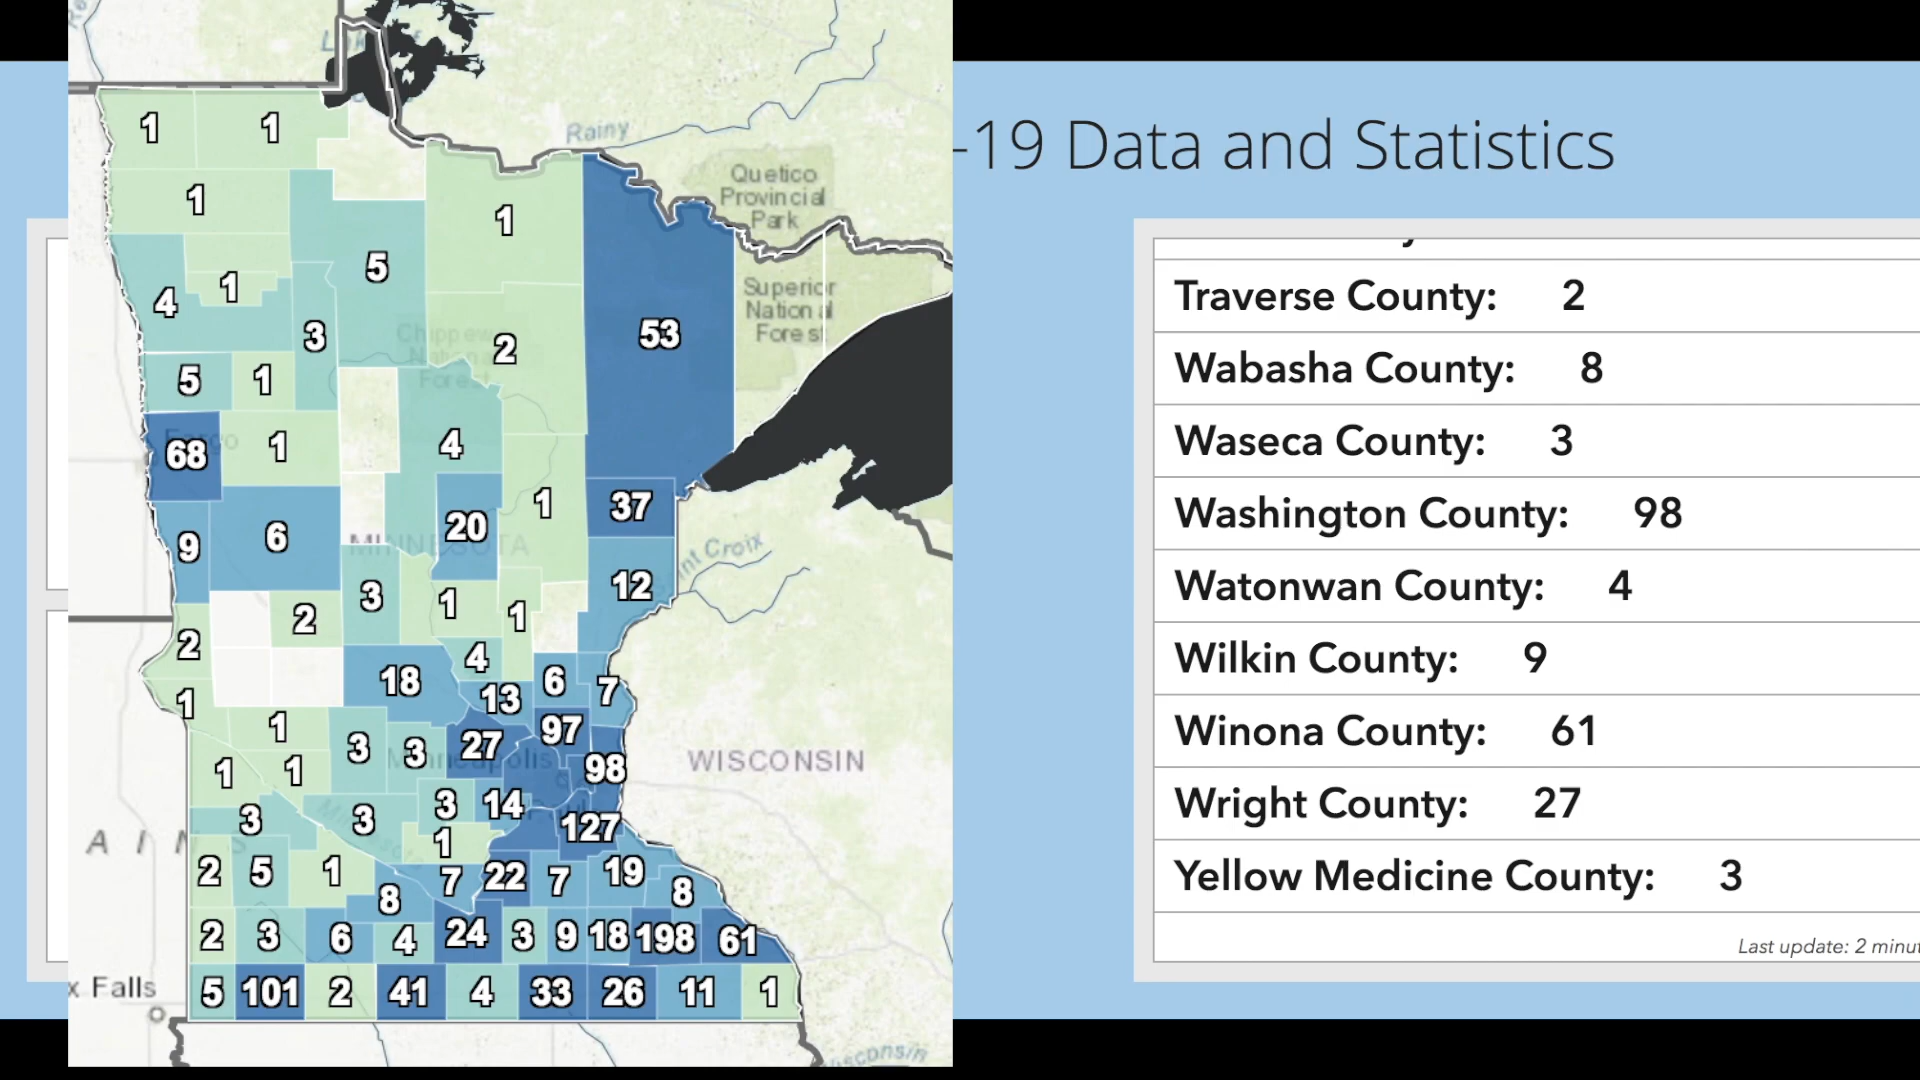 Rainy
Quetico
Provincial
Park
Superior
National
Forest
1 1
1
1
5
4 1
3
2
53
5 1
68 1
4
1
37
9 6
20
12
MINNESOTA
3
1
1
2
2
4
18
6
7
13
1
1
97
3 3 27
WISCONSIN
1 1
98
3 14
3 3
127
1
2 5 1
7 22 7 19
8
8
2 3 6 4 24 3 9 18 198 61
5 101 2 41 4 33 26 11 1
x Falls
Wisconsin
-19 Data and Statistics
Traverse County: 2
Wabasha County: 8
Waseca County: 3
Washington County: 98
Watonwan County: 4
Wilkin County: 9
Winona County: 61
Wright County: 27
Yellow Medicine County: 3
Last update: 2 minu